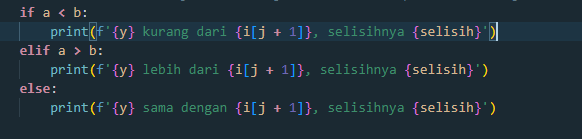 if a < b:
    print(f'{y} kurang dari {i[j + 1]}, selisihnya {selisih}')
elif a > b:
    print(f'{y} lebih dari {i[j + 1]}, selisihnya {selisih}')
else:
    print(f'{y} sama dengan {i[j + 1]}, selisihnya {selisih}')